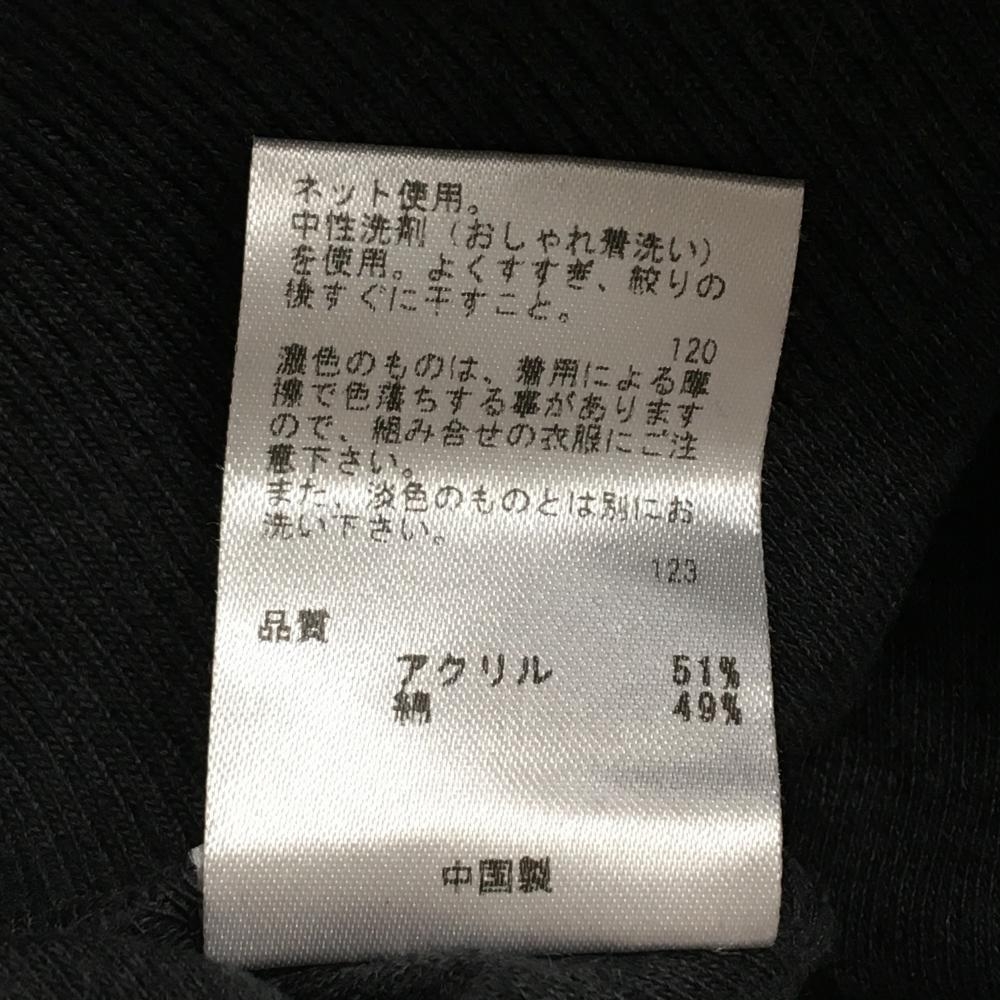 ネット使用。
中性洗剤（おしゃれ着洗い）
を使用。よくすすぎ、絞りの
後すぐに干すこと。
120
濃色のものは、着用による摩
擦で色落ちする事があります
ので、組み合せの衣服にご注
意下さい。
また、淡色のものとは別にお
洗い下さい。
123
品質
アクリル 51%
綿 49%
中国製